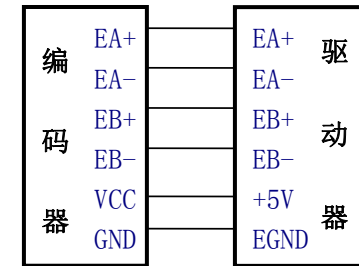 编码器
EA+
EA-
EB+
EB-
VCC
GND
EA+
EA-
EB+
EB-
+5V
EGND
驱动器